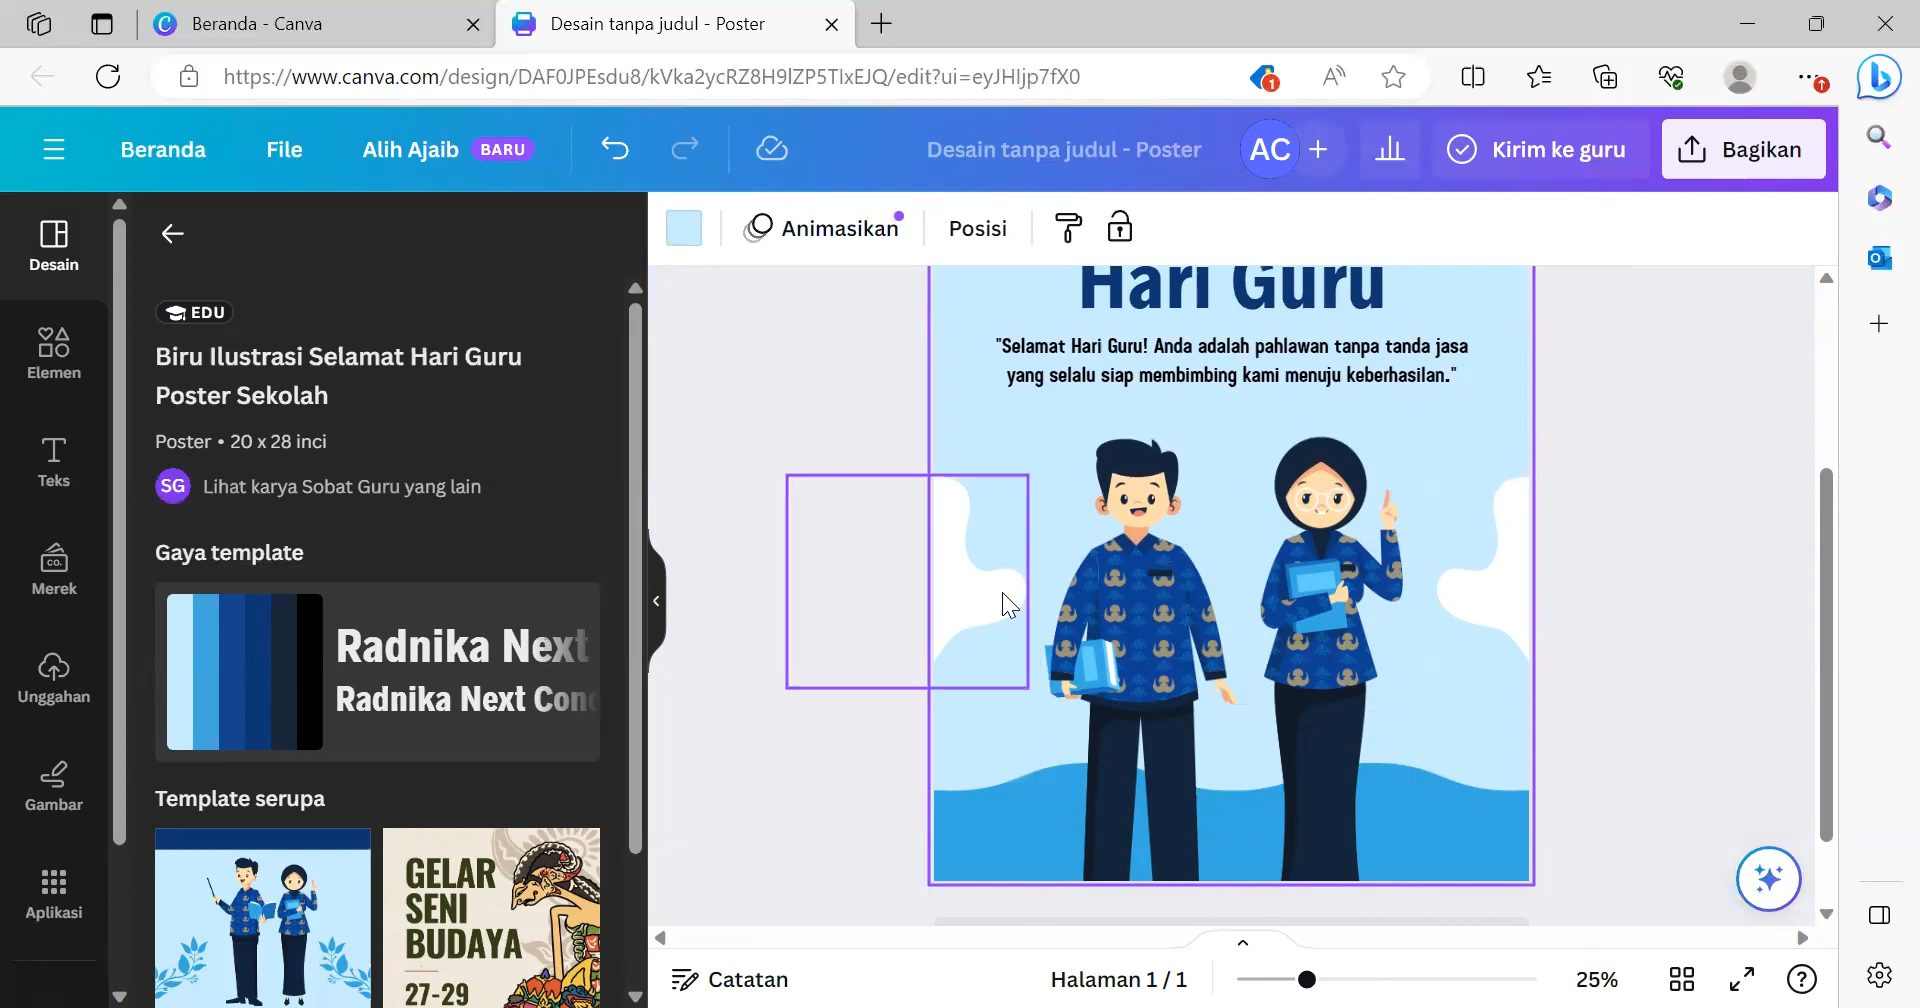 Beranda - Canva
Desain tanpa judul - Poster
https://www.canva.com/design/DAF0JPEsdu8/kVka2ycRZ8H9lZP5TlxEJQ/edit?ui=eyJHIjp7fX0
1
Beranda
File
Alih Ajaib BARU
Desain tanpa judul - Poster
AC
Kirim ke guru
Bagikan
Desain
Elemen
Teks
Merek
Unggahan
Gambar
Aplikasi
EDU
Biru Ilustrasi Selamat Hari Guru
Poster Sekolah
Poster • 20 x 28 inci
SG Lihat karya Sobat Guru yang lain
Gaya template
Radnika Next
Radnika Next Con
Template serupa
GELAR
SENI
BUDAYA
27-29
Animasikan
Posisi
Hari Guru
"Selamat Hari Guru! Anda adalah pahlawan tanpa tanda jasa
yang selalu siap membimbing kami menuju keberhasilan."
Catatan
Halaman 1 / 1
25%